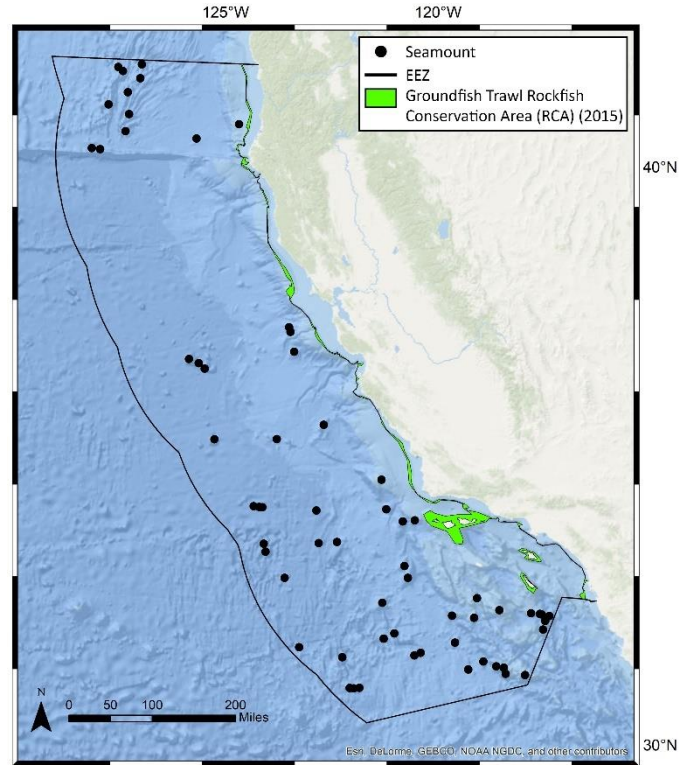 125°W 120°W
Seamount
EEZ
Groundfish Trawl Rockfish
Conservation Area (RCA) (2015)
40°N
N
0 50 100 200
Miles
30°N
Esri, DeLorme, GEBCO, NOAA NGDC, and other contributors